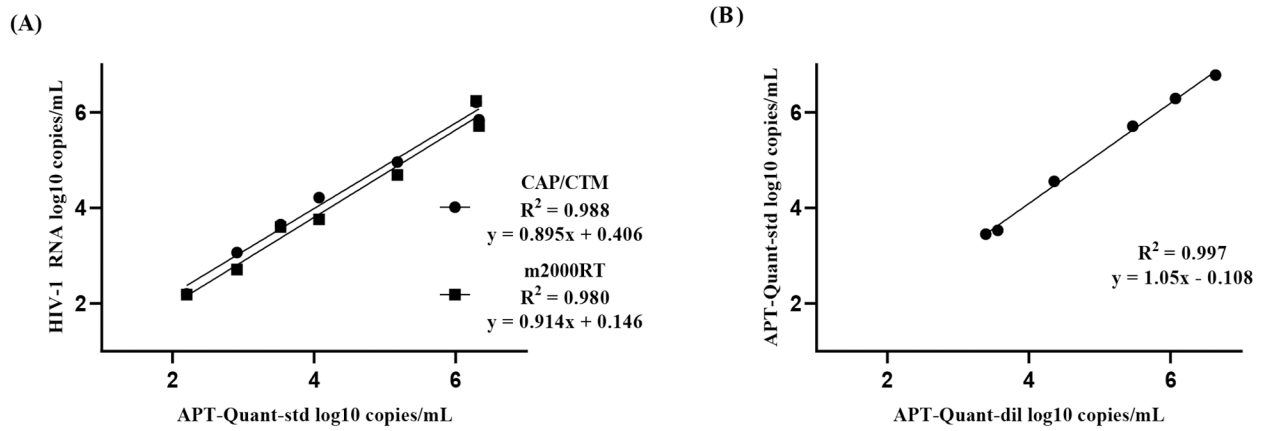 (A)
HIV-1 RNA log10 copies/mL
6
4
2
2 4 6
APT-Quant-std log10 copies/mL
CAP/CTM
R² = 0.988
y = 0.895x + 0.406
m2000RT
R² = 0.980
y = 0.914x + 0.146
(B)
APT-Quant-std log10 copies/mL
6
4
2
2 4 6
APT-Quant-dil log10 copies/mL
R² = 0.997
y = 1.05x - 0.108